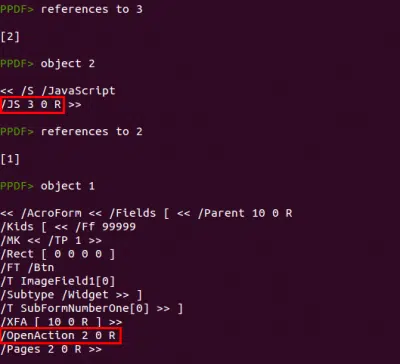 PPDF> references to 3
[2]
PPDF> object 2
<< /S /JavaScript
/JS 3 0 R >>
PPDF> references to 2
[1]
PPDF> object 1
<< /AcroForm << /Fields [ << /Parent 10 0 R
/Kids [ << /Ff 99999
/MK << /TP 1 >>
/Rect [ 0 0 0 0 ]
/FT /Btn
/T ImageField1[0]
/Subtype /Widget >> ]
/T SubFormNumberOne[0] >> ]
/XFA [ 10 0 R ] >>
/OpenAction 2 0 R
/Pages 2 0 R >>